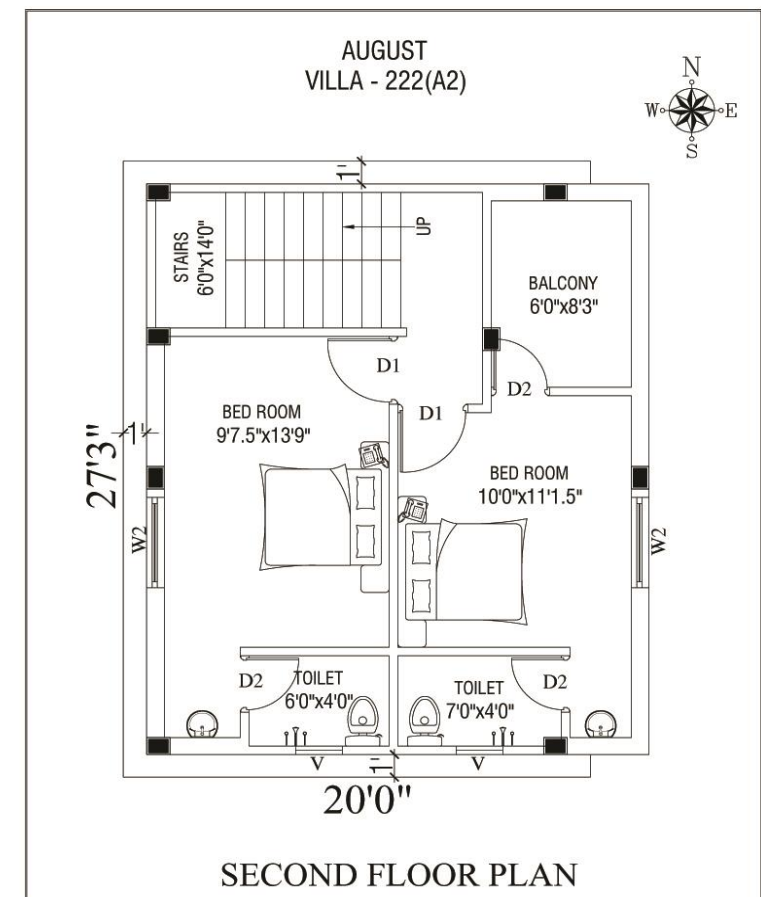 AUGUST
VILLA - 222(A2)
N
W
E
S
1'
STAIRS
6'0"x14'0"
UP
BALCONY
6'0"x8'3"
D1
D2
D1
BED ROOM
9'7.5"x13'9"
1'
27'3"
BED ROOM
10'0"x11'1.5"
W2
W2
D2
TOILET
6'0"x4'0"
TOILET
7'0"x4'0"
D2
V
V
1'
20'0"
SECOND FLOOR PLAN